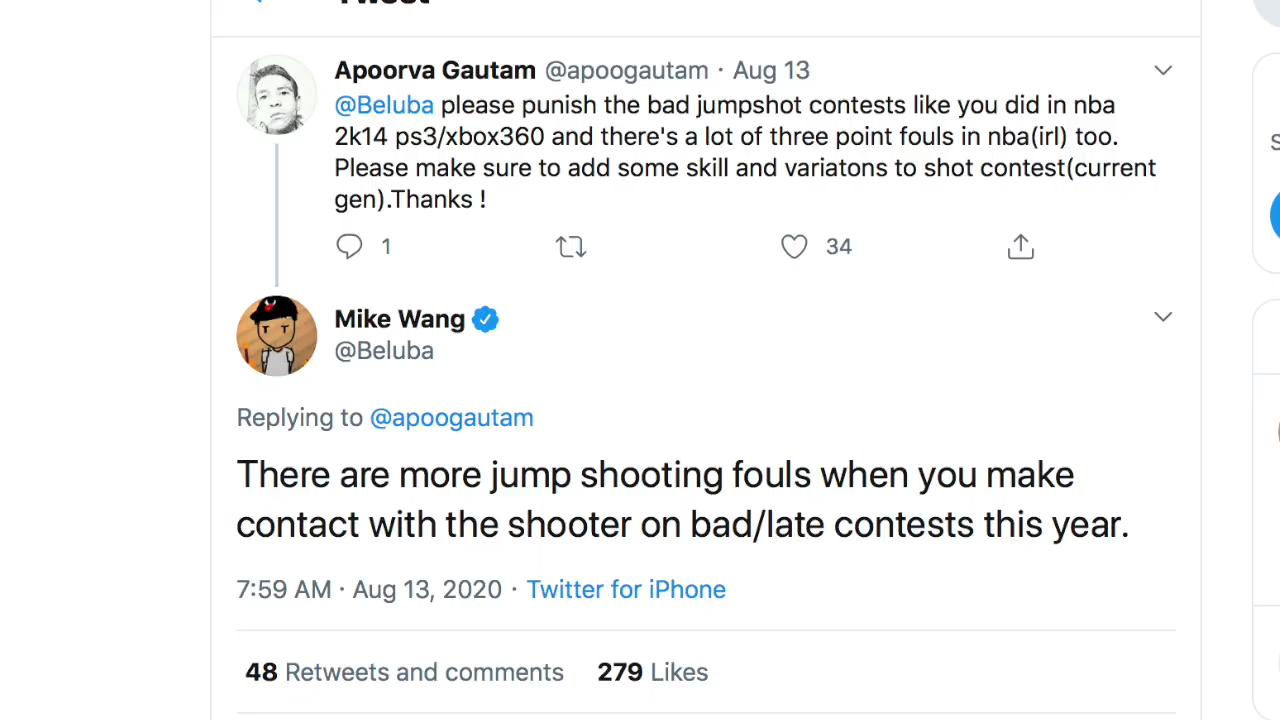 Apoorva Gautam @apoogautam · Aug 13
@Beluba please punish the bad jumpshot contests like you did in nba
2k14 ps3/xbox360 and there's a lot of three point fouls in nba(irl) too.
Please make sure to add some skill and variatons to shot contest(current
gen).Thanks !
1 34
Mike Wang
@Beluba
Replying to @apoogautam
There are more jump shooting fouls when you make
contact with the shooter on bad/late contests this year.
7:59 AM · Aug 13, 2020 · Twitter for iPhone
48 Retweets and comments 279 Likes